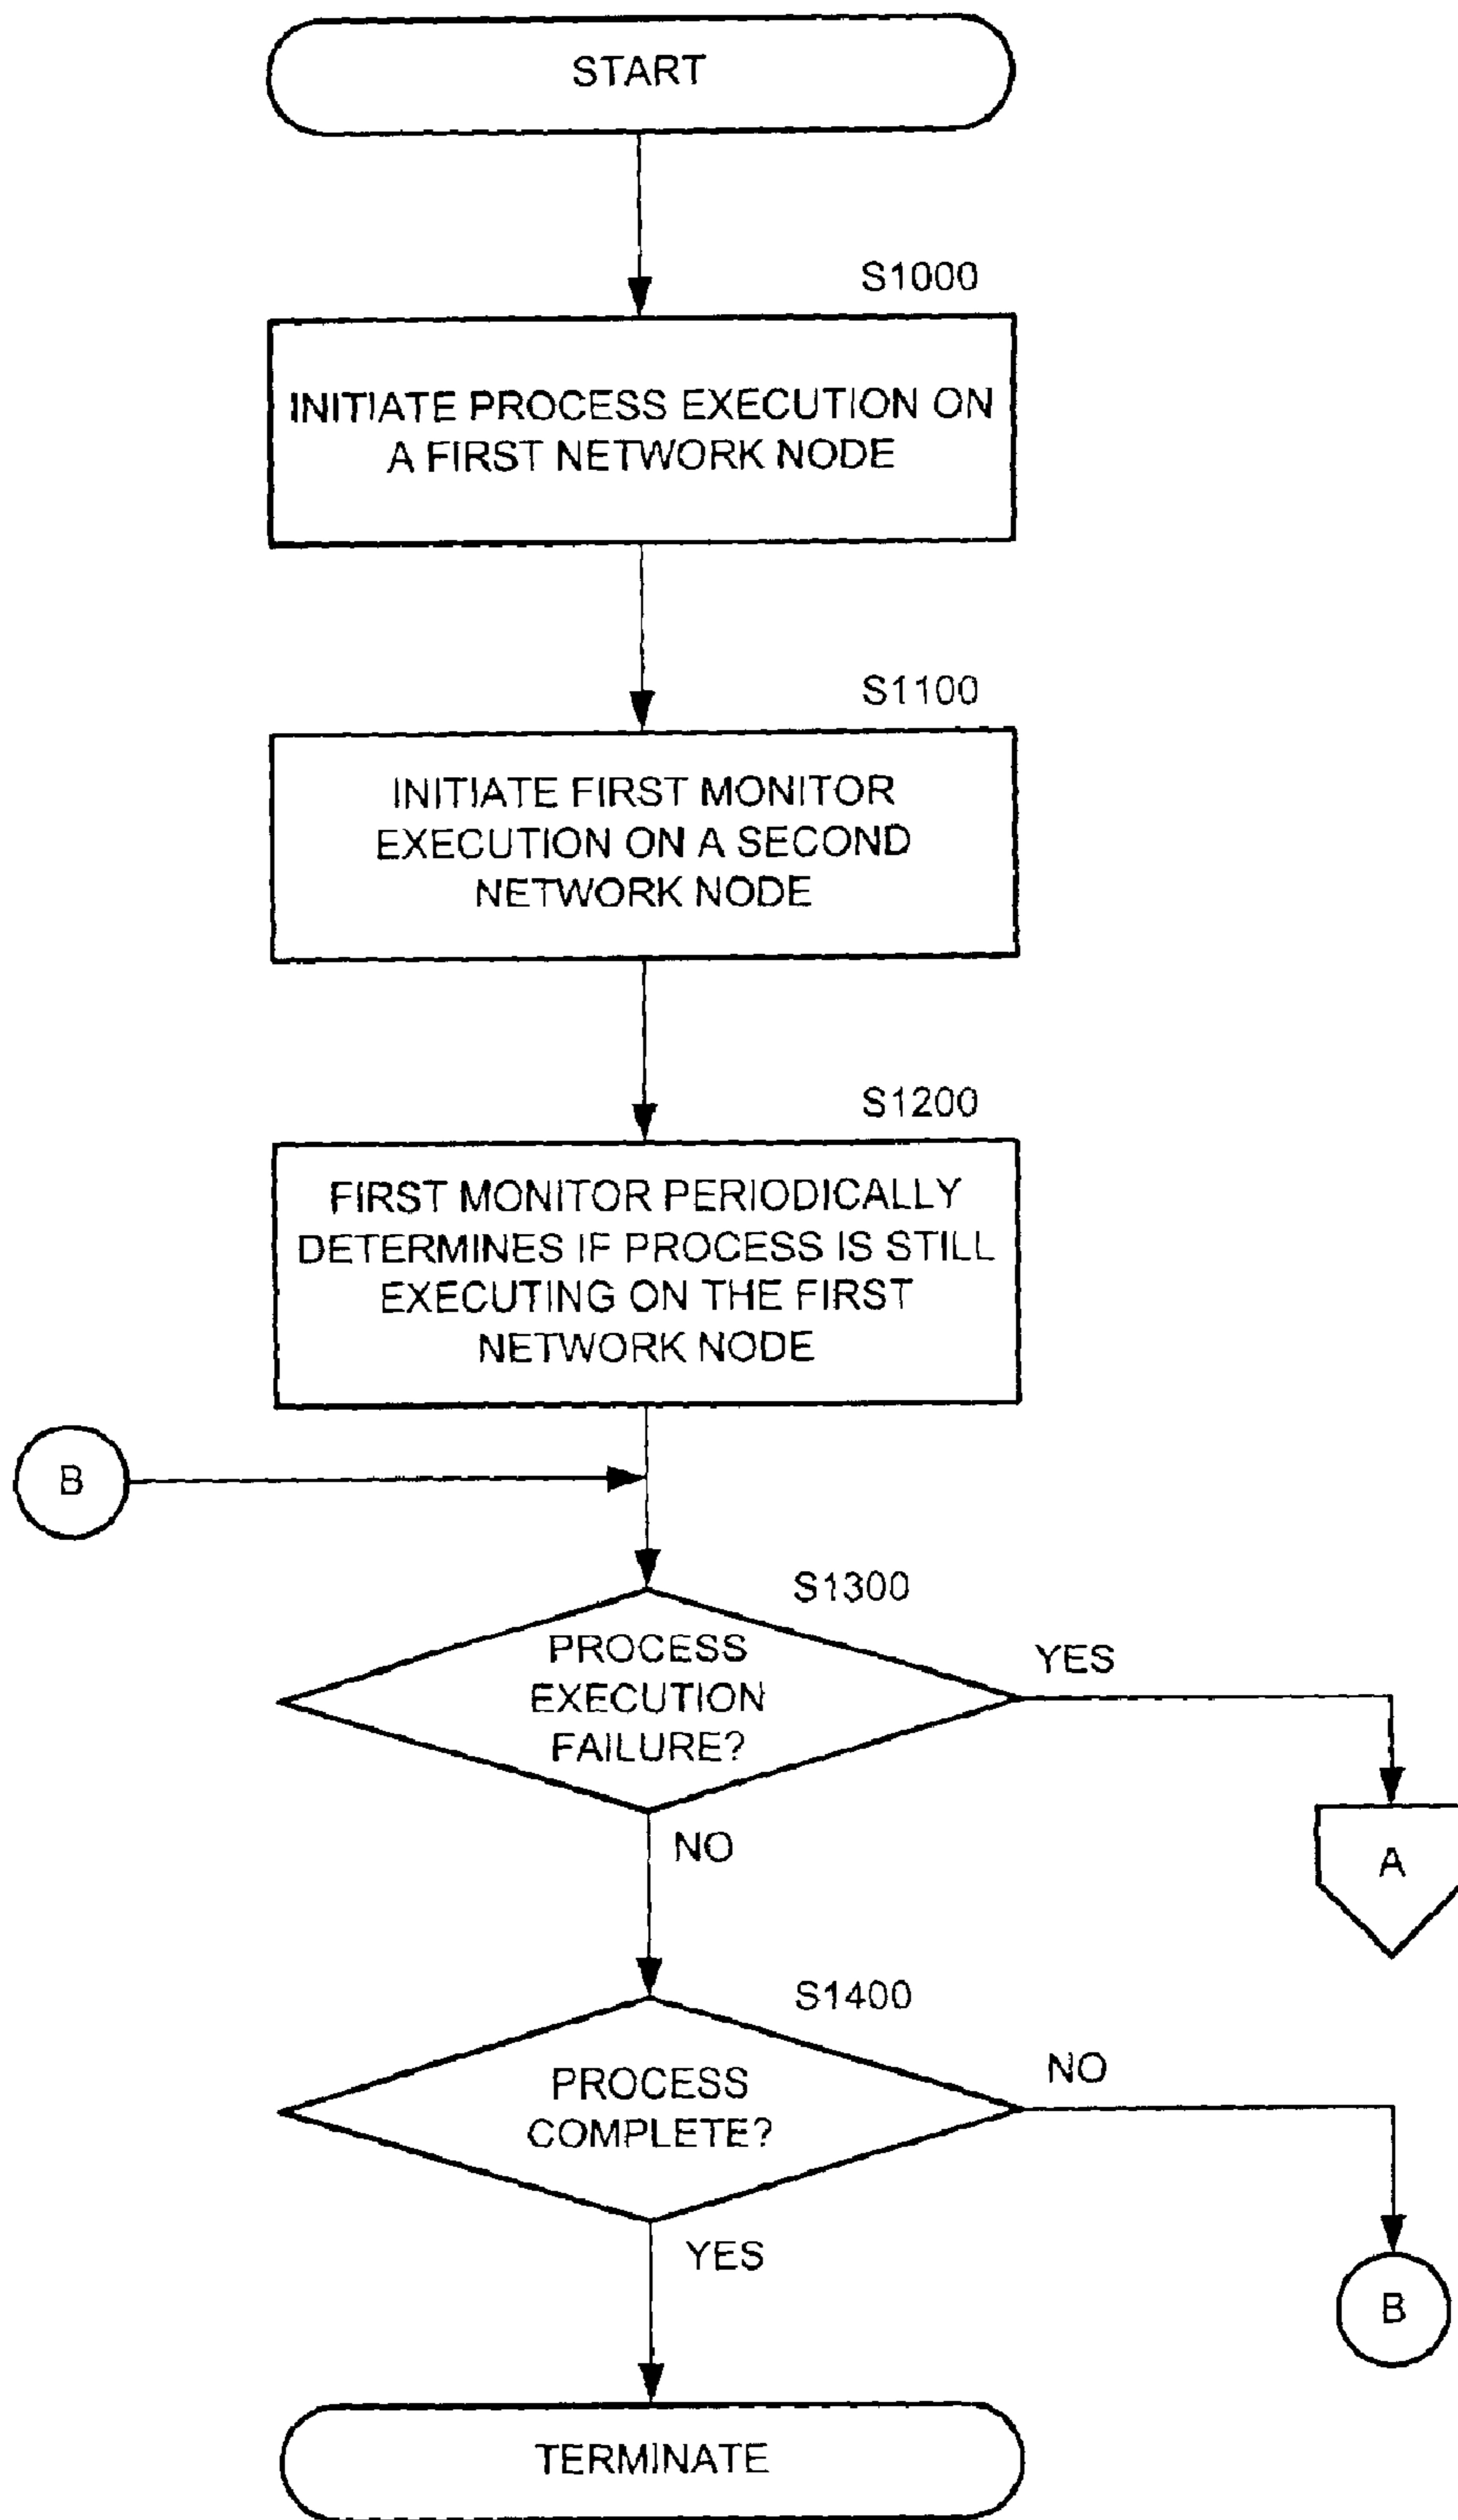 START
S1000
INITIATE PROCESS EXECUTION ON
A FIRST NETWORK NODE
S1100
INITIATE FIRST MONITOR
EXECUTION ON A SECOND
NETWORK NODE
S1200
FIRST MONITOR PERIODICALLY
DETERMINES IF PROCESS IS STILL
EXECUTING ON THE FIRST
NETWORK NODE
B
S1300
PROCESS
EXECUTION
FAILURE?
YES
NO
A
S1400
PROCESS
COMPLETE?
NO
YES
B
TERMINATE